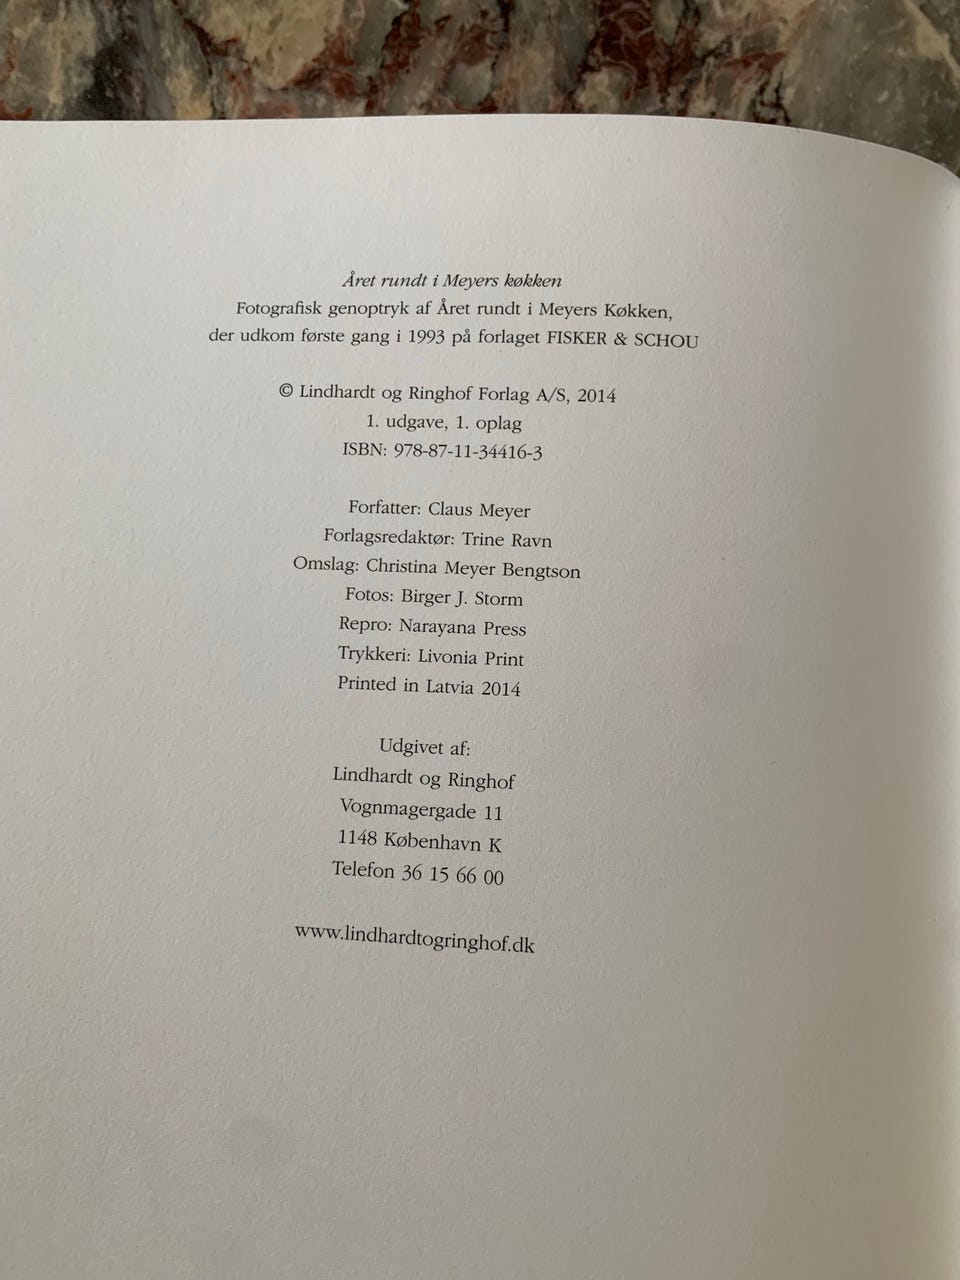 Året rundt i Meyers køkken
Fotografisk genoptryk af Året rundt i Meyers Køkken,
der udkom første gang i 1993 på forlaget FISKER & SCHOU
© Lindhardt og Ringhof Forlag A/S, 2014
1. udgave, 1. oplag
ISBN: 978-87-11-34416-3
Forfatter: Claus Meyer
Forlagsredaktør: Trine Ravn
Omslag: Christina Meyer Bengtson
Fotos: Birger J. Storm
Repro: Narayana Press
Trykkeri: Livonia Print
Printed in Latvia 2014
Udgivet af:
Lindhardt og Ringhof
Vognmagergade 11
1148 København K
Telefon 36 15 66 00
www.lindhardtogringhof.dk